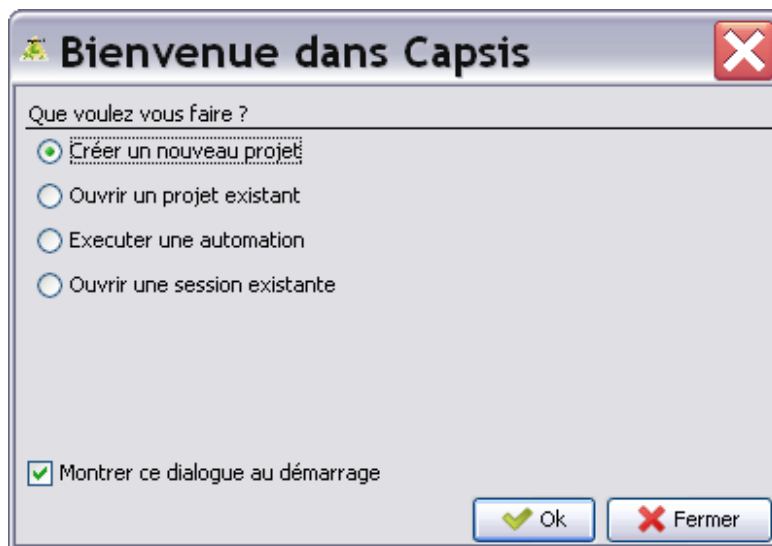 Bienvenue dans Capsis
Que voulez vous faire ?
Créer un nouveau projet
Ouvrir un projet existant
Executer une automation
Ouvrir une session existante
Montrer ce dialogue au démarrage
Ok Fermer